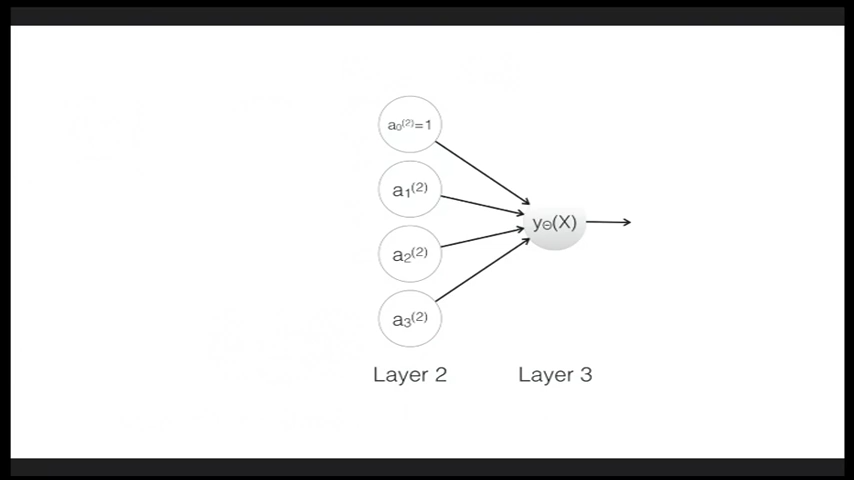 a₀⁽²⁾=1
a₁⁽²⁾
a₂⁽²⁾
a₃⁽²⁾
yΘ(X)
Layer 2
Layer 3